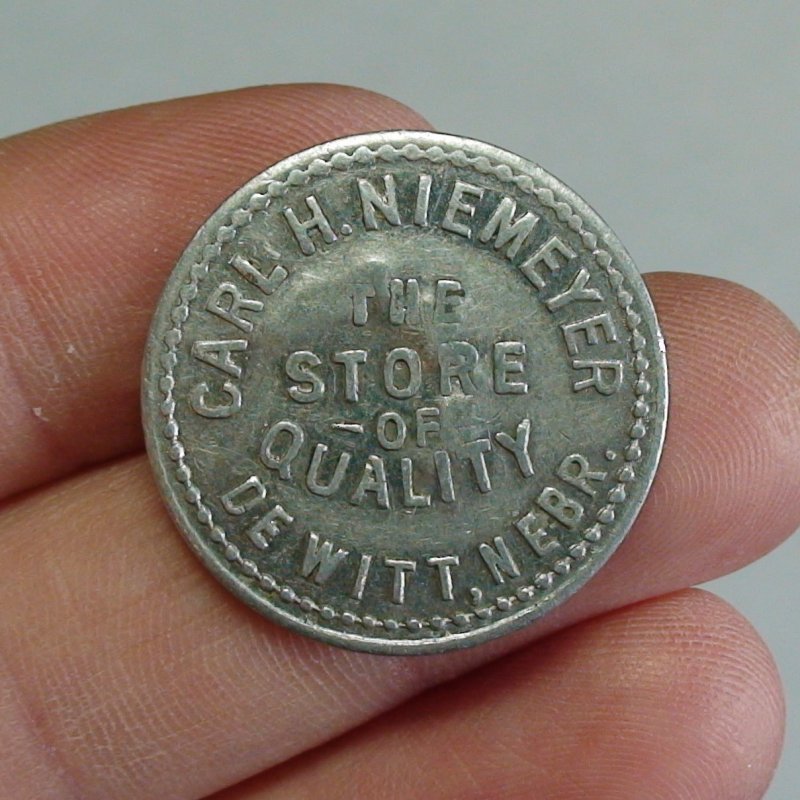 CARL H. NIEMEYER
THE
STORE
-OF
QUALITY
DE WITT, NEBR.